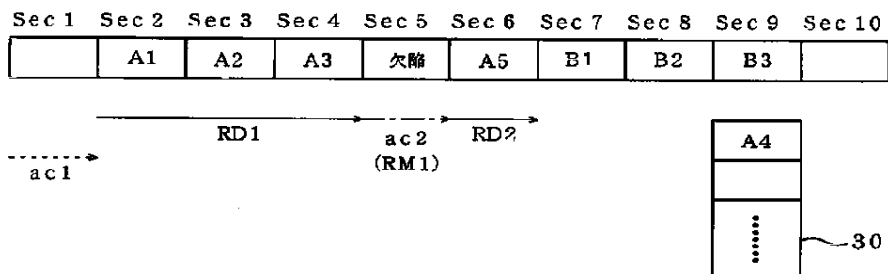 Sec 1 Sec 2 Sec 3 Sec 4 Sec 5 Sec 6 Sec 7 Sec 8 Sec 9 Sec 10
A1 A2 A3 欠陥 A5 B1 B2 B3
RD1 ac2 RD2 A4
ac1 (RM1)
30